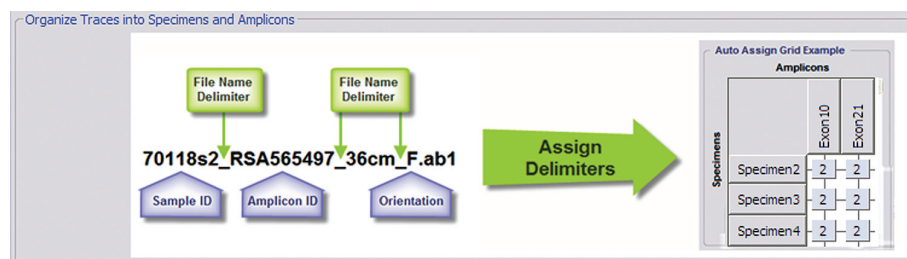 Organize Traces into Specimens and Amplicons
File Name
Delimiter
File Name
Delimiter
70118s2_RSA565497_36cm_F.ab1
Sample ID
Amplicon ID
Orientation
Assign
Delimiters
Auto Assign Grid Example
Amplicons
Specimens
Exon10
Exon21
Specimen2 2 2
Specimen3 2 2
Specimen4 2 2